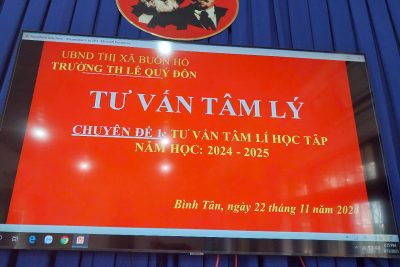 UBND THỊ XÃ BUÔN HỒ
TRƯỜNG TH LÊ QUÝ ĐÔN
TƯ VẤN TÂM LÝ
CHUYÊN ĐỀ 1: TƯ VẤN TÂM LÍ HỌC TẬP
NĂM HỌC: 2024 - 2025
Bình Tân, ngày 22 tháng 11 năm 2024